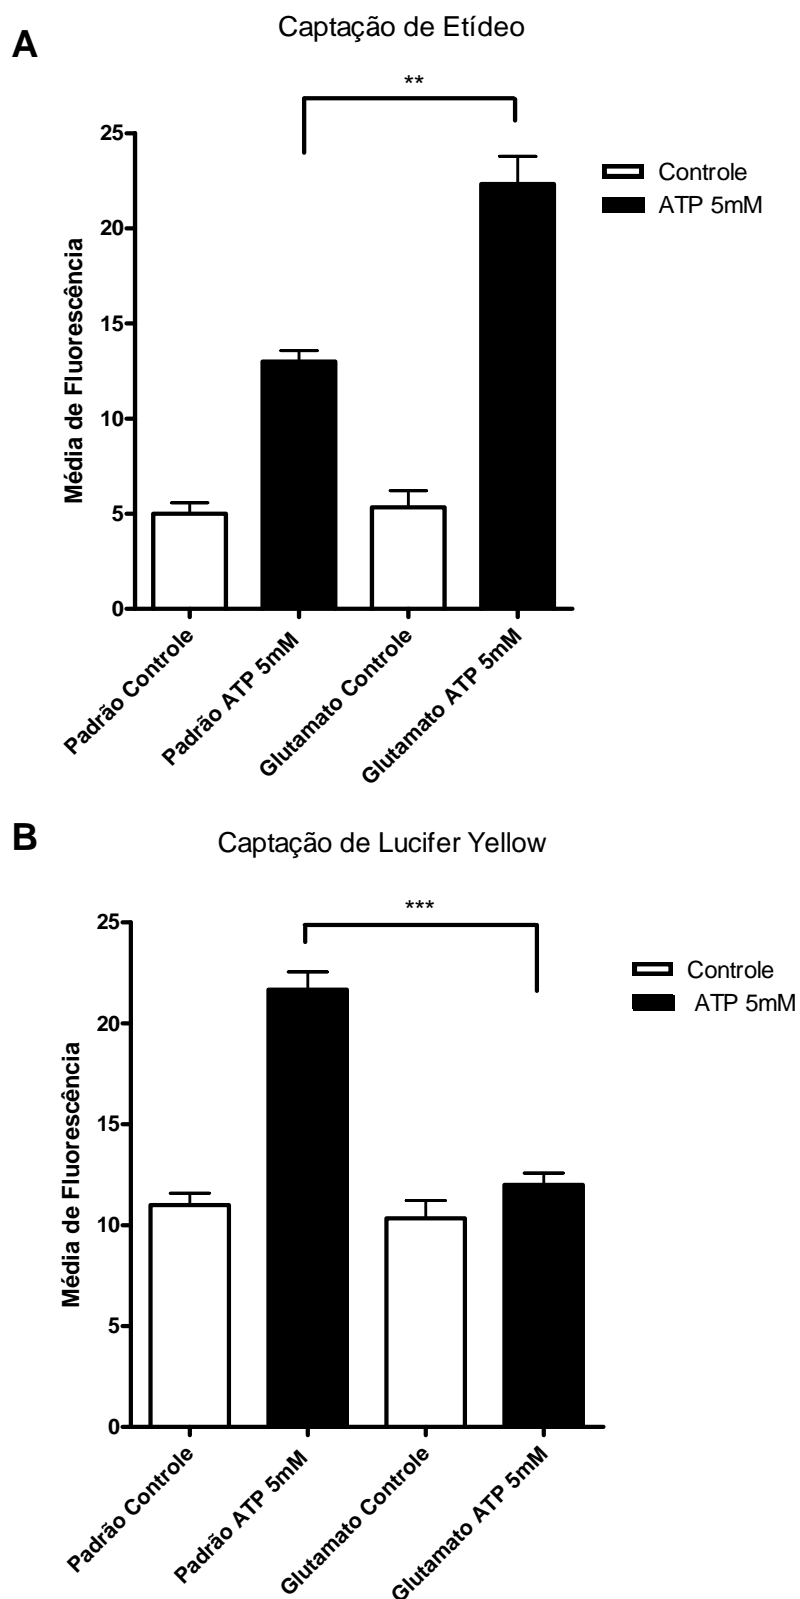 A
Captação de Etídeo
**
25
20
15
10
5
0
Média de Fluorescência
Controle
ATP 5mM
Padrão Controle
Padrão ATP 5mM
Glutamato Controle
Glutamato ATP 5mM
B
Captação de Lucifer Yellow
***
25
20
15
10
5
0
Média de Fluorescência
Controle
ATP 5mM
Padrão Controle
Padrão ATP 5mM
Glutamato Controle
Glutamato ATP 5mM